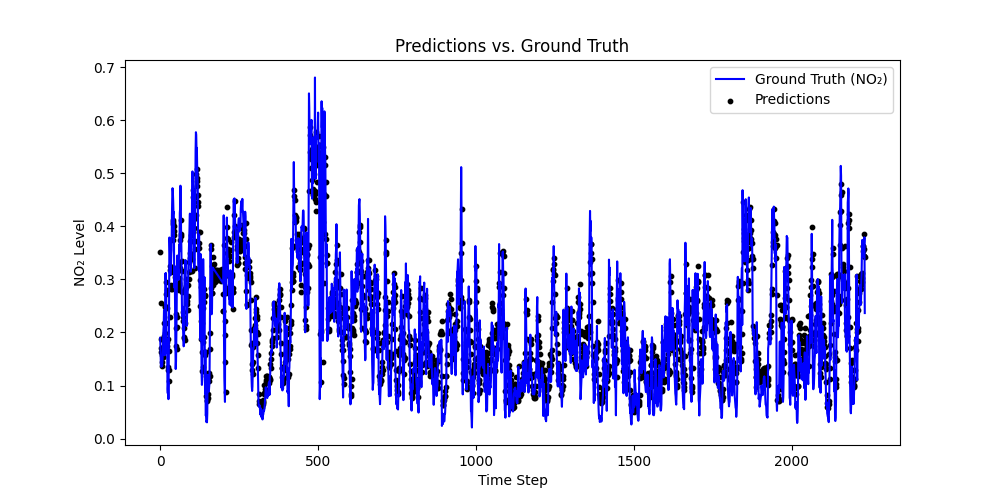 Predictions vs. Ground Truth
Ground Truth (NO₂)
Predictions
NO₂ Level
0.7
0.6
0.5
0.4
0.3
0.2
0.1
0.0
0
500
1000
1500
2000
Time Step